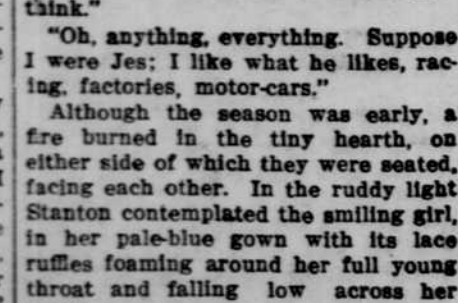 think."
"Oh, anything, everything. Suppose
I were Jes; I like what he likes, rac-
ing, factories, motor-cars."
Although the season was early, a
fire burned in the tiny hearth, on
either side of which they were seated,
facing each other. In the ruddy light
Stanton contemplated the smiling girl,
in her pale-blue gown with its lace
ruffles foaming around her full young
throat and falling low across her